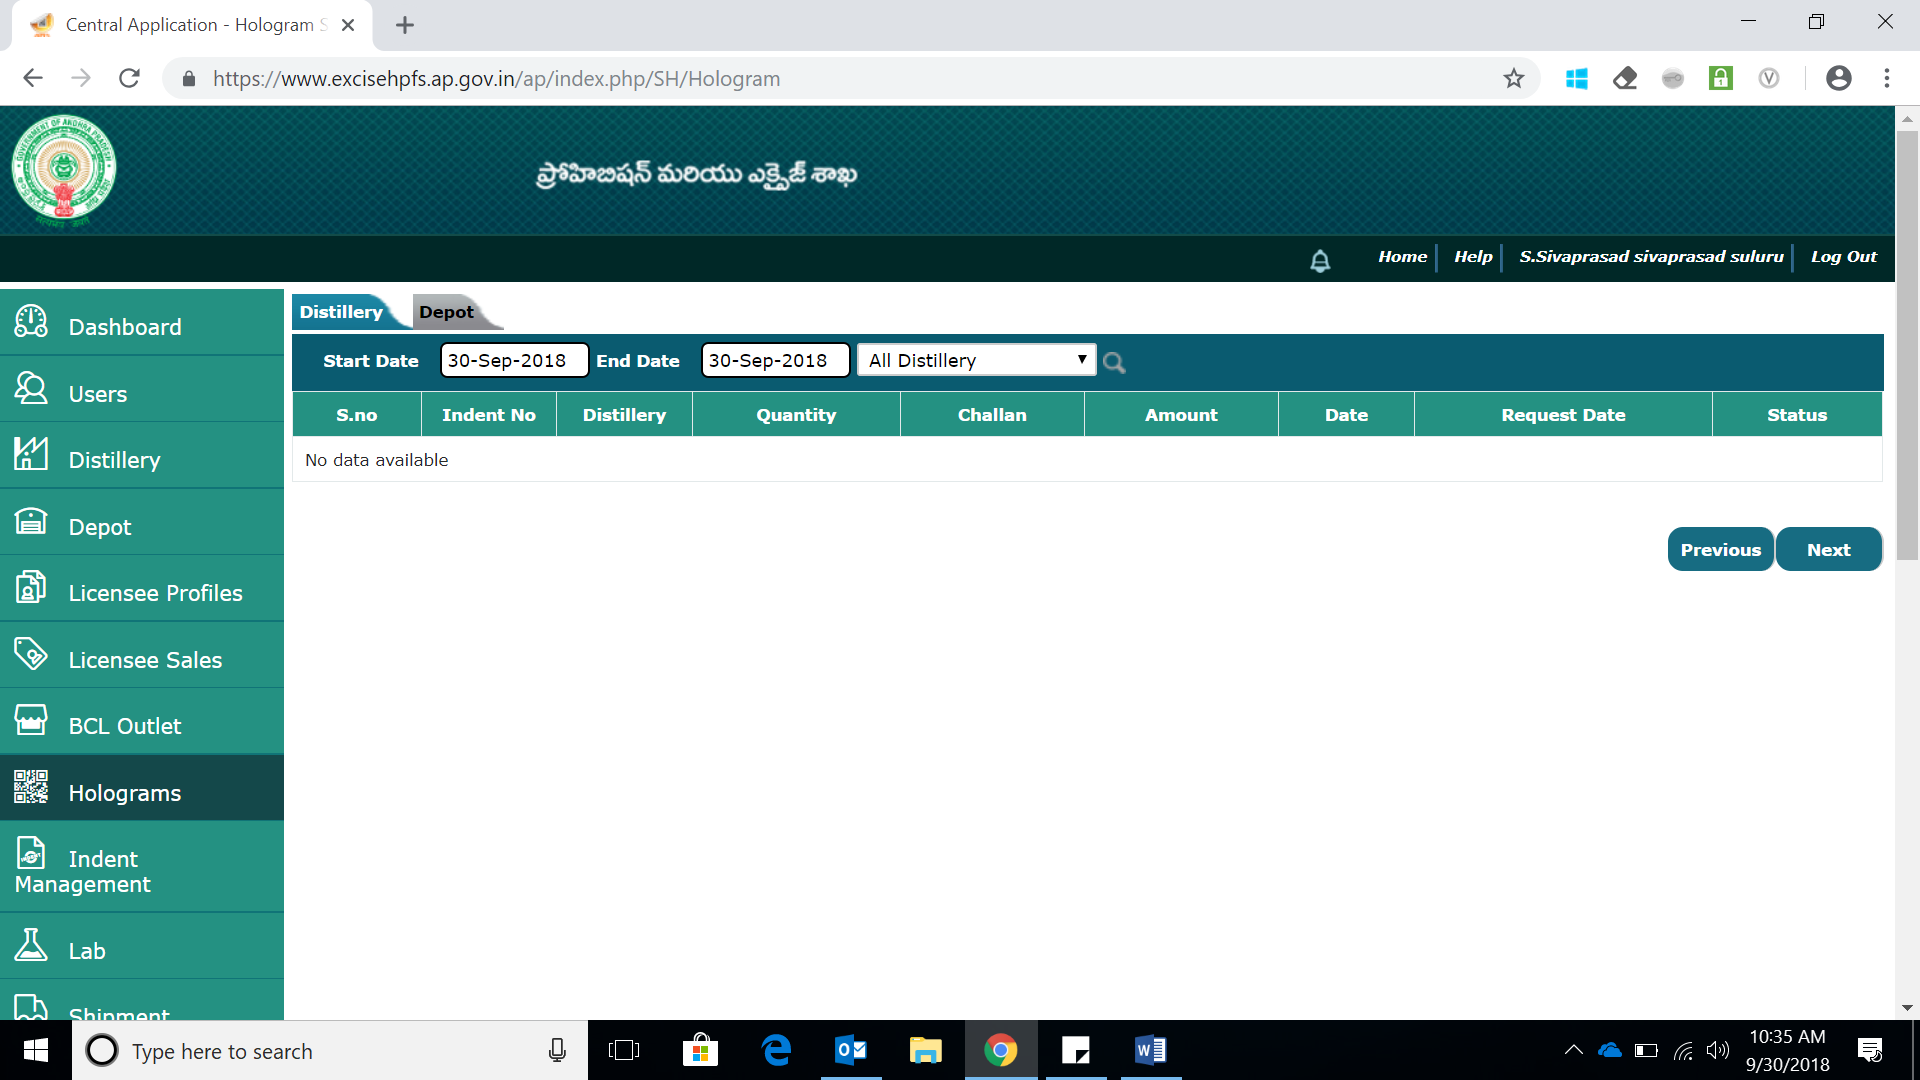 Central Application - Hologram S
https://www.excisehpfs.ap.gov.in/ap/index.php/SH/Hologram
GOVERNMENT OF ANDHRA PRADESH
ప్రోహిబిషన్ మరియు ఎక్సైజ్ శాఖ
Home Help S.Sivaprasad sivaprasad suluru Log Out
Distillery Depot
Start Date 30-Sep-2018 End Date 30-Sep-2018 All Distillery
S.no Indent No Distillery Quantity Challan Amount Date Request Date Status
No data available
Previous Next
Dashboard
Users
Distillery
Depot
Licensee Profiles
Licensee Sales
BCL Outlet
Holograms
Indent
Management
Lab
Shipment
Type here to search
10:35 AM
9/30/2018